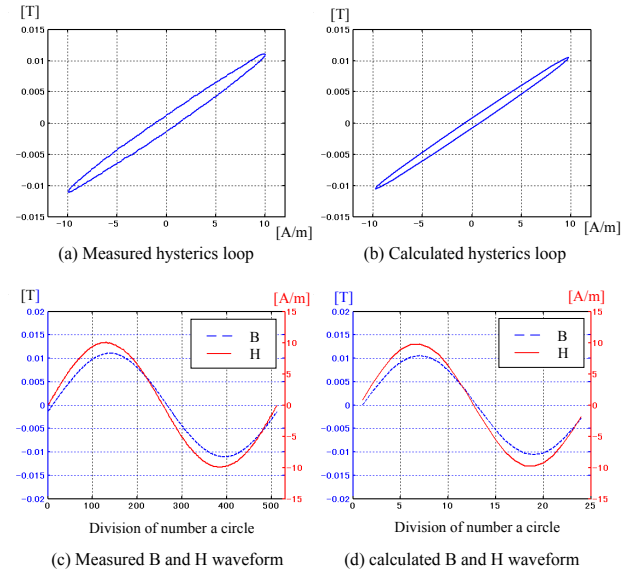 [T]
[T]
0.015
0.01
0.005
0
-0.005
-0.01
-0.015
-10 -5 0 5 10
[A/m]
0.015
0.01
0.005
0
-0.005
-0.01
-0.015
-10 -5 0 5 10
[A/m]
(a) Measured hysterics loop
(b) Calculated hysterics loop
[T]
[A/m]
[T]
[A/m]
0.02
0.015
0.01
0.005
0
-0.005
-0.01
-0.015
-0.02
15
10
5
0
-5
-10
-15
B
H
0 100 200 300 400 500
0.02
0.015
0.01
0.005
0
-0.005
-0.01
-0.015
-0.02
15
10
5
0
-5
-10
-15
B
H
0 5 10 15 20 25
Division of number a circle
Division of number a circle
(c) Measured B and H waveform
(d) calculated B and H waveform